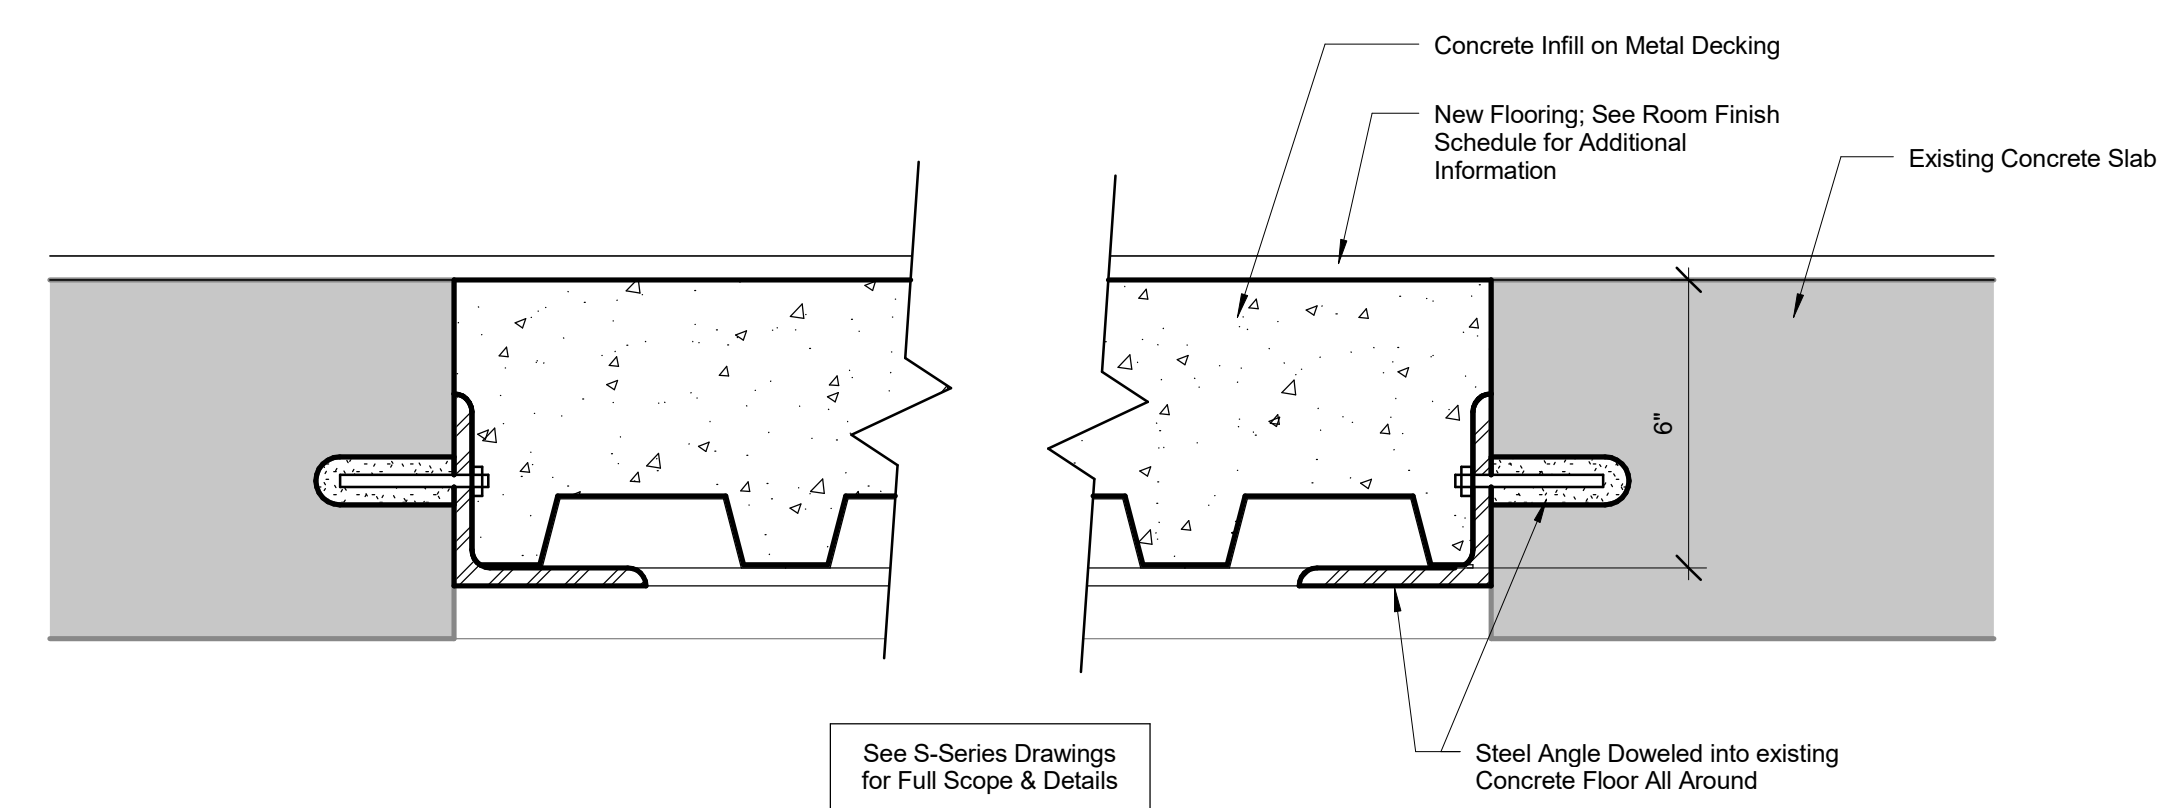 Concrete Infill on Metal Decking
New Flooring; See Room Finish
Schedule for Additional
Information
Existing Concrete Slab
6"
See S-Series Drawings
for Full Scope & Details
Steel Angle Doweled into existing
Concrete Floor All Around